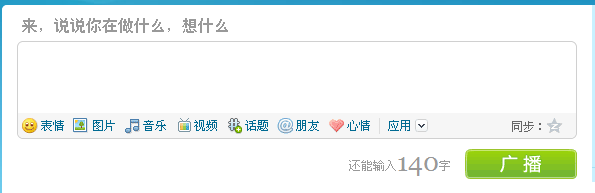 来，说说你在做什么，想什么
表情 图片 音乐 视频 话题 朋友 心情 应用 同步：
还能输入140字 广播